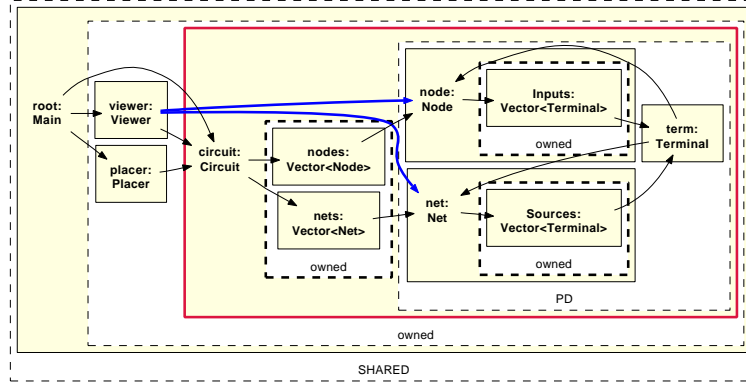 root:
Main
viewer:
Viewer
placer:
Placer
circuit:
Circuit
nodes:
Vector<Node>
nets:
Vector<Net>
owned
node:
Node
Inputs:
Vector<Terminal>
owned
term:
Terminal
net:
Net
Sources:
Vector<Terminal>
owned
PD
owned
SHARED